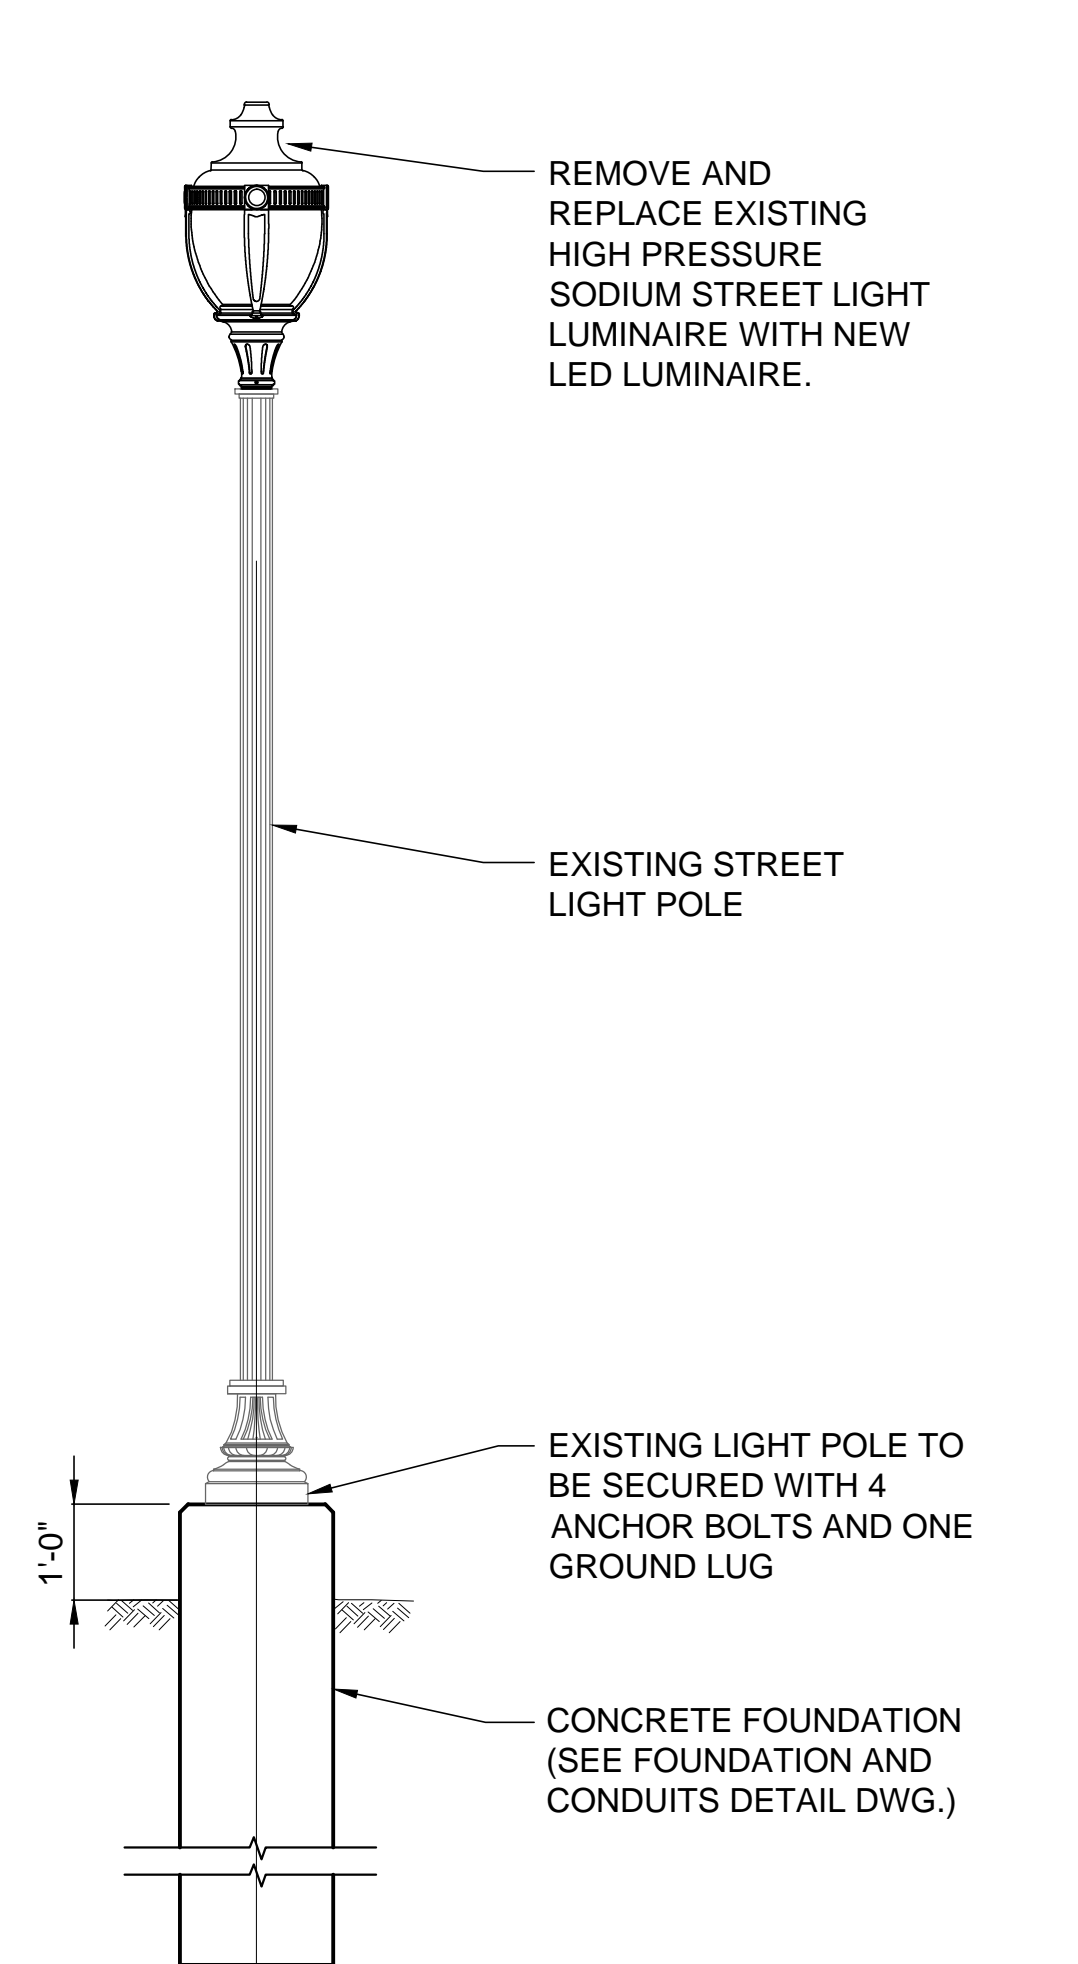 REMOVE AND
REPLACE EXISTING
HIGH PRESSURE
SODIUM STREET LIGHT
LUMINAIRE WITH NEW
LED LUMINAIRE.
EXISTING STREET
LIGHT POLE
EXISTING LIGHT POLE TO
BE SECURED WITH 4
ANCHOR BOLTS AND ONE
GROUND LUG
1'-0"
CONCRETE FOUNDATION
(SEE FOUNDATION AND
CONDUITS DETAIL DWG.)